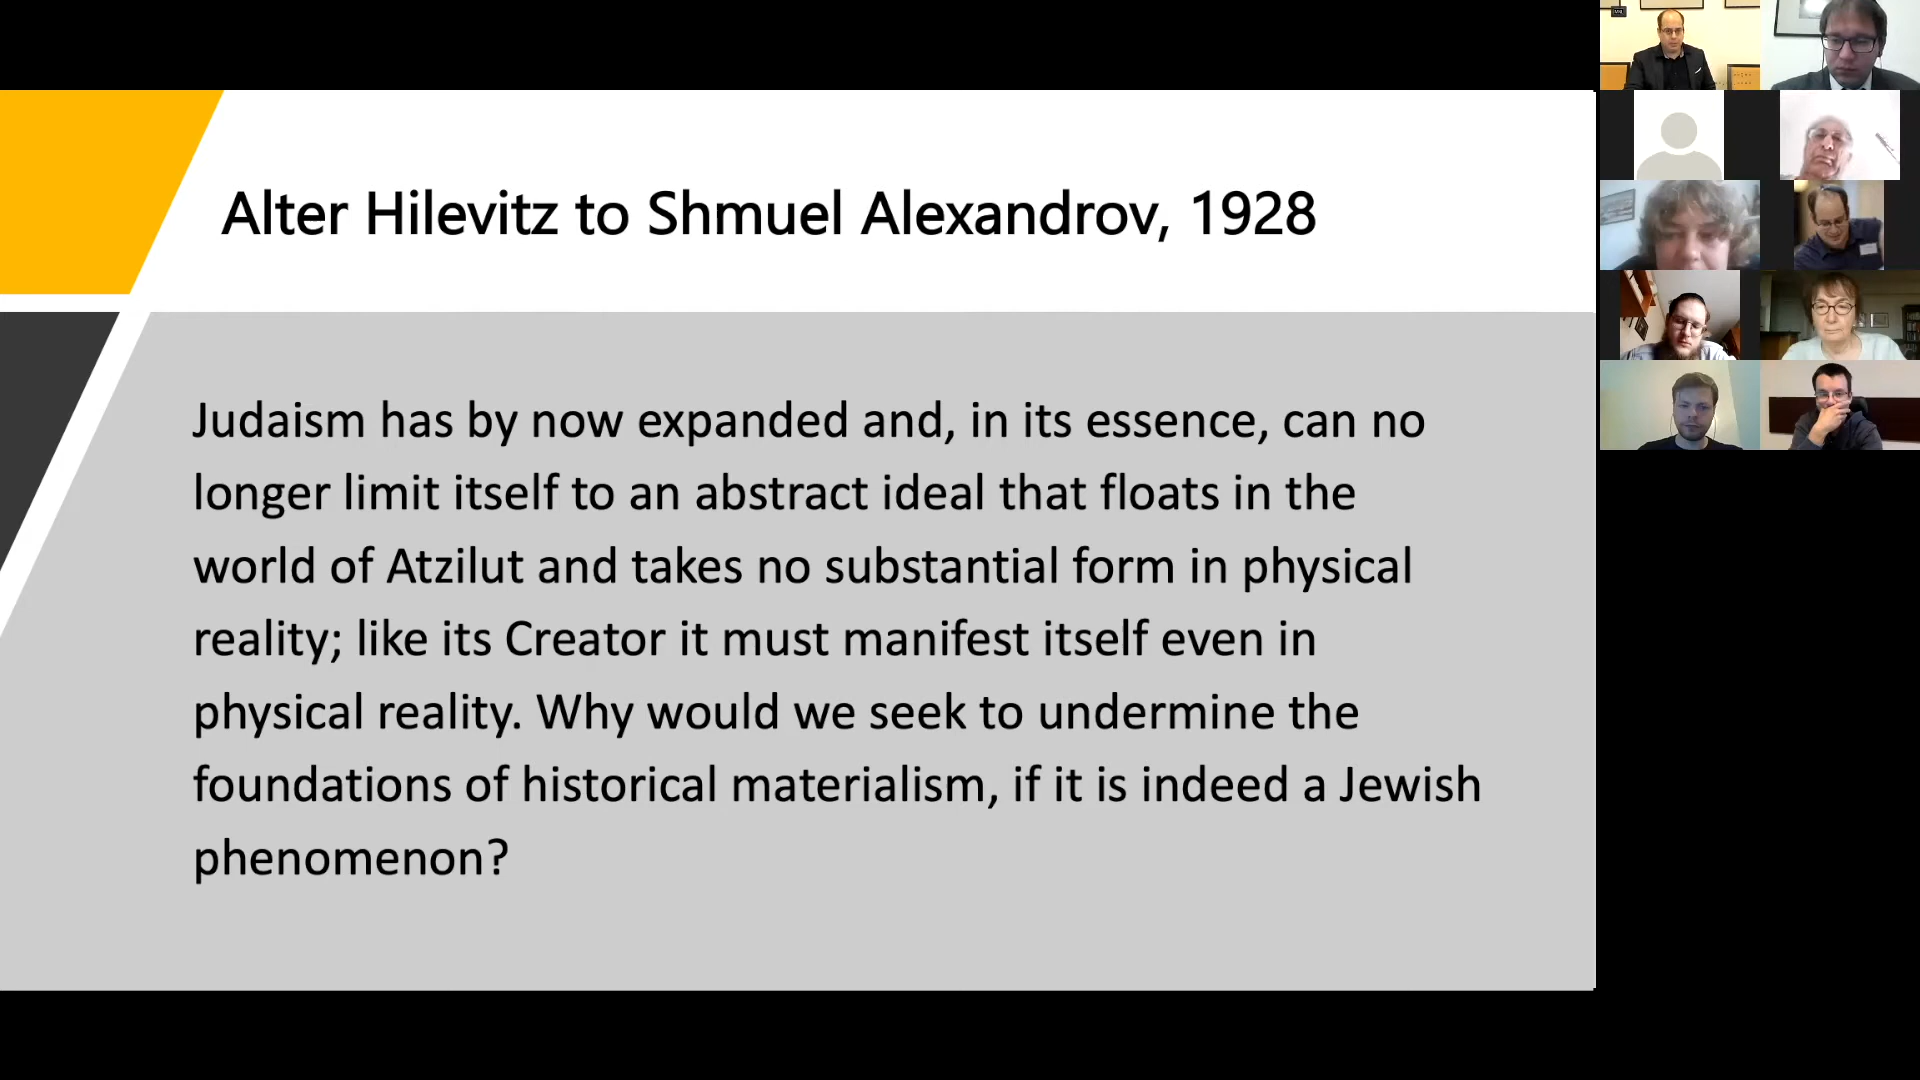 Alter Hilevitz to Shmuel Alexandrov, 1928
Judaism has by now expanded and, in its essence, can no
longer limit itself to an abstract ideal that floats in the
world of Atzilut and takes no substantial form in physical
reality; like its Creator it must manifest itself even in
physical reality. Why would we seek to undermine the
foundations of historical materialism, if it is indeed a Jewish
phenomenon?